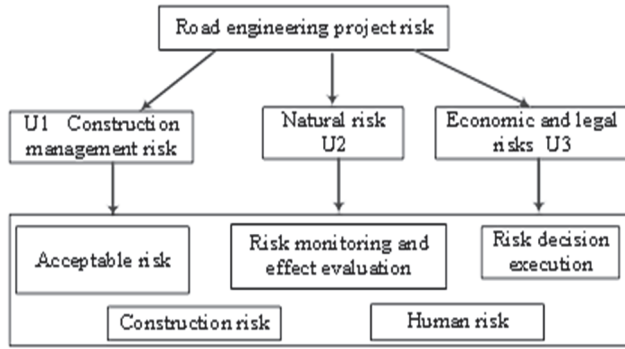 Road engineering project risk
U1 Construction
management risk
Natural risk
U2
Economic and legal
risks U3
Acceptable risk
Risk monitoring and
effect evaluation
Risk decision
execution
Construction risk
Human risk